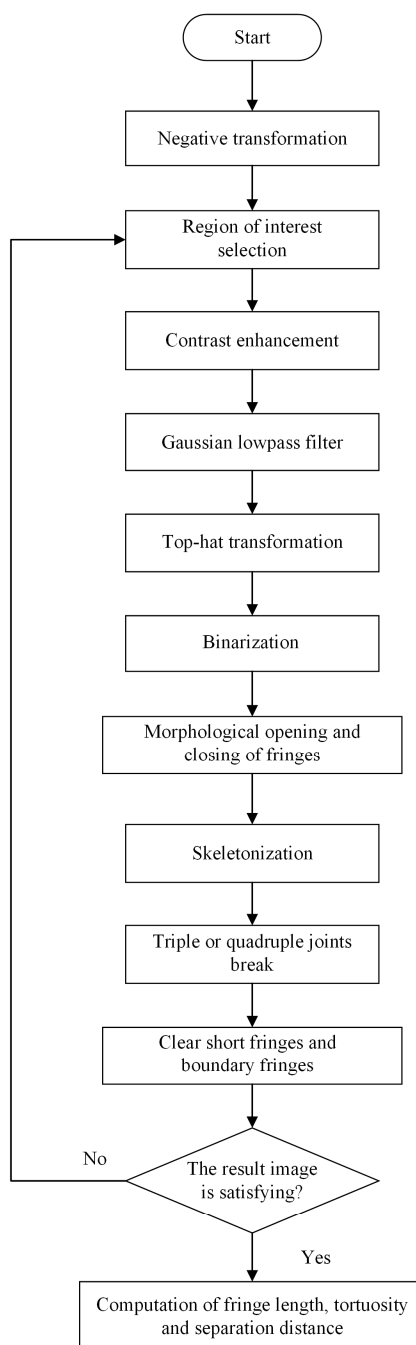 Start
Negative transformation
Region of interest
selection
Contrast enhancement
Gaussian lowpass filter
Top-hat transformation
Binarization
Morphological opening and
closing of fringes
Skeletonization
Triple or quadruple joints
break
Clear short fringes and
boundary fringes
No
The result image
is satisfying?
Yes
Computation of fringe length, tortuosity
and separation distance